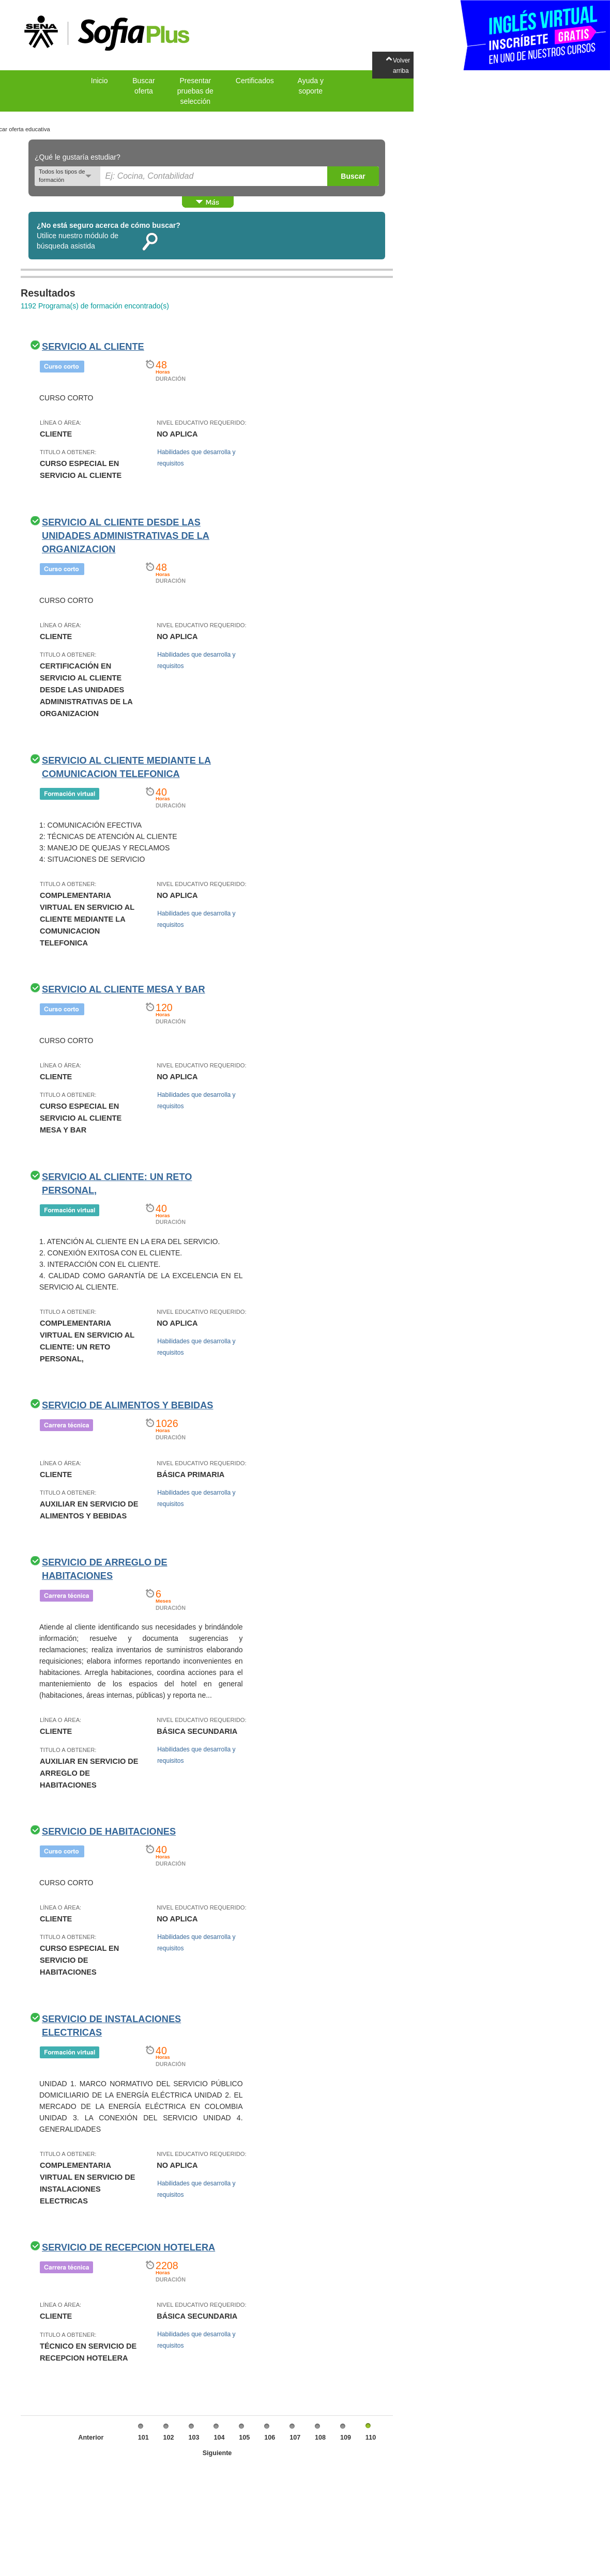 SENA
SofiaPlus
INGLÉS VIRTUAL
INSCRÍBETE GRATIS
EN UNO DE NUESTROS CURSOS
Volver
arriba
Inicio
Buscar
oferta
Presentar
pruebas de
selección
Certificados
Ayuda y
soporte
car oferta educativa
¿Qué le gustaría estudiar?
Todos los tipos de
formación
Ej: Cocina, Contabilidad
Buscar
Más
¿No está seguro acerca de cómo buscar?
Utilice nuestro módulo de
búsqueda asistida
Resultados
1192 Programa(s) de formación encontrado(s)
SERVICIO AL CLIENTE
Curso corto
48
Horas
DURACIÓN
CURSO CORTO
LÍNEA O ÁREA:
CLIENTE
NIVEL EDUCATIVO REQUERIDO:
NO APLICA
TITULO A OBTENER:
CURSO ESPECIAL EN
SERVICIO AL CLIENTE
Habilidades que desarrolla y
requisitos
SERVICIO AL CLIENTE DESDE LAS
UNIDADES ADMINISTRATIVAS DE LA
ORGANIZACION
Curso corto
48
Horas
DURACIÓN
CURSO CORTO
LÍNEA O ÁREA:
CLIENTE
NIVEL EDUCATIVO REQUERIDO:
NO APLICA
TITULO A OBTENER:
CERTIFICACIÓN EN
SERVICIO AL CLIENTE
DESDE LAS UNIDADES
ADMINISTRATIVAS DE LA
ORGANIZACION
Habilidades que desarrolla y
requisitos
SERVICIO AL CLIENTE MEDIANTE LA
COMUNICACION TELEFONICA
Formación virtual
40
Horas
DURACIÓN
1: COMUNICACIÓN EFECTIVA
2: TÉCNICAS DE ATENCIÓN AL CLIENTE
3: MANEJO DE QUEJAS Y RECLAMOS
4: SITUACIONES DE SERVICIO
TITULO A OBTENER:
COMPLEMENTARIA
VIRTUAL EN SERVICIO AL
CLIENTE MEDIANTE LA
COMUNICACION
TELEFONICA
NIVEL EDUCATIVO REQUERIDO:
NO APLICA
Habilidades que desarrolla y
requisitos
SERVICIO AL CLIENTE MESA Y BAR
Curso corto
120
Horas
DURACIÓN
CURSO CORTO
LÍNEA O ÁREA:
CLIENTE
NIVEL EDUCATIVO REQUERIDO:
NO APLICA
TITULO A OBTENER:
CURSO ESPECIAL EN
SERVICIO AL CLIENTE
MESA Y BAR
Habilidades que desarrolla y
requisitos
SERVICIO AL CLIENTE: UN RETO
PERSONAL,
Formación virtual
40
Horas
DURACIÓN
1. ATENCIÓN AL CLIENTE EN LA ERA DEL SERVICIO.
2. CONEXIÓN EXITOSA CON EL CLIENTE.
3. INTERACCIÓN CON EL CLIENTE.
4. CALIDAD COMO GARANTÍA DE LA EXCELENCIA EN EL
SERVICIO AL CLIENTE.
TITULO A OBTENER:
COMPLEMENTARIA
VIRTUAL EN SERVICIO AL
CLIENTE: UN RETO
PERSONAL,
NIVEL EDUCATIVO REQUERIDO:
NO APLICA
Habilidades que desarrolla y
requisitos
SERVICIO DE ALIMENTOS Y BEBIDAS
Carrera técnica
1026
Horas
DURACIÓN
LÍNEA O ÁREA:
CLIENTE
NIVEL EDUCATIVO REQUERIDO:
BÁSICA PRIMARIA
TITULO A OBTENER:
AUXILIAR EN SERVICIO DE
ALIMENTOS Y BEBIDAS
Habilidades que desarrolla y
requisitos
SERVICIO DE ARREGLO DE
HABITACIONES
Carrera técnica
6
Meses
DURACIÓN
Atiende al cliente identificando sus necesidades y brindándole
información; resuelve y documenta sugerencias y
reclamaciones; realiza inventarios de suministros elaborando
requisiciones; elabora informes reportando inconvenientes en
habitaciones. Arregla habitaciones, coordina acciones para el
manteniemiento de los espacios del hotel en general
(habitaciones, áreas internas, públicas) y reporta ne...
LÍNEA O ÁREA:
CLIENTE
NIVEL EDUCATIVO REQUERIDO:
BÁSICA SECUNDARIA
TITULO A OBTENER:
AUXILIAR EN SERVICIO DE
ARREGLO DE
HABITACIONES
Habilidades que desarrolla y
requisitos
SERVICIO DE HABITACIONES
Curso corto
40
Horas
DURACIÓN
CURSO CORTO
LÍNEA O ÁREA:
CLIENTE
NIVEL EDUCATIVO REQUERIDO:
NO APLICA
TITULO A OBTENER:
CURSO ESPECIAL EN
SERVICIO DE
HABITACIONES
Habilidades que desarrolla y
requisitos
SERVICIO DE INSTALACIONES
ELECTRICAS
Formación virtual
40
Horas
DURACIÓN
UNIDAD 1. MARCO NORMATIVO DEL SERVICIO PÚBLICO
DOMICILIARIO DE LA ENERGÍA ELÉCTRICA UNIDAD 2. EL
MERCADO DE LA ENERGÍA ELÉCTRICA EN COLOMBIA
UNIDAD 3. LA CONEXIÓN DEL SERVICIO UNIDAD 4.
GENERALIDADES
TITULO A OBTENER:
COMPLEMENTARIA
VIRTUAL EN SERVICIO DE
INSTALACIONES
ELECTRICAS
NIVEL EDUCATIVO REQUERIDO:
NO APLICA
Habilidades que desarrolla y
requisitos
SERVICIO DE RECEPCION HOTELERA
Carrera técnica
2208
Horas
DURACIÓN
LÍNEA O ÁREA:
CLIENTE
NIVEL EDUCATIVO REQUERIDO:
BÁSICA SECUNDARIA
TITULO A OBTENER:
TÉCNICO EN SERVICIO DE
RECEPCION HOTELERA
Habilidades que desarrolla y
requisitos
Anterior 101 102 103 104 105 106 107 108 109 110
Siguiente